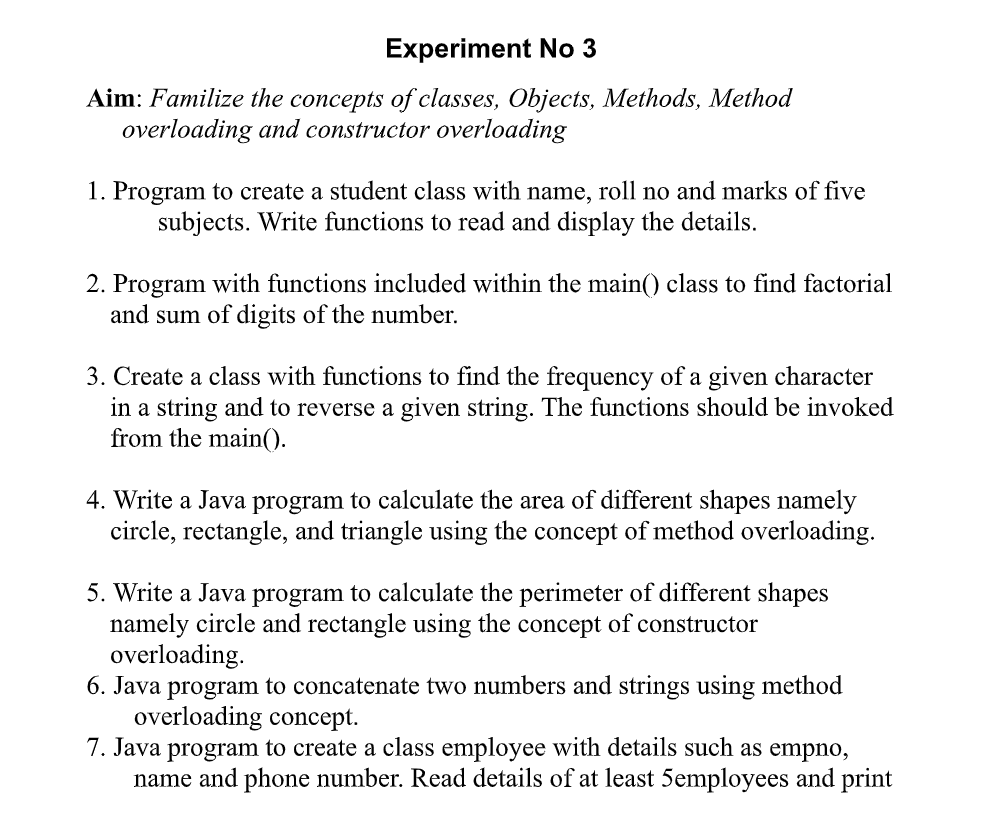 Experiment No 3
Aim: Familize the concepts of classes, Objects, Methods, Method
overloading and constructor overloading
1. Program to create a student class with name, roll no and marks of five
subjects. Write functions to read and display the details.
2. Program with functions included within the main() class to find factorial
and sum of digits of the number.
3. Create a class with functions to find the frequency of a given character
in a string and to reverse a given string. The functions should be invoked
from the main().
4. Write a Java program to calculate the area of different shapes namely
circle, rectangle, and triangle using the concept of method overloading.
5. Write a Java program to calculate the perimeter of different shapes
namely circle and rectangle using the concept of constructor
overloading.
6. Java program to concatenate two numbers and strings using method
overloading concept.
7. Java program to create a class employee with details such as empno,
name and phone number. Read details of at least 5employees and print